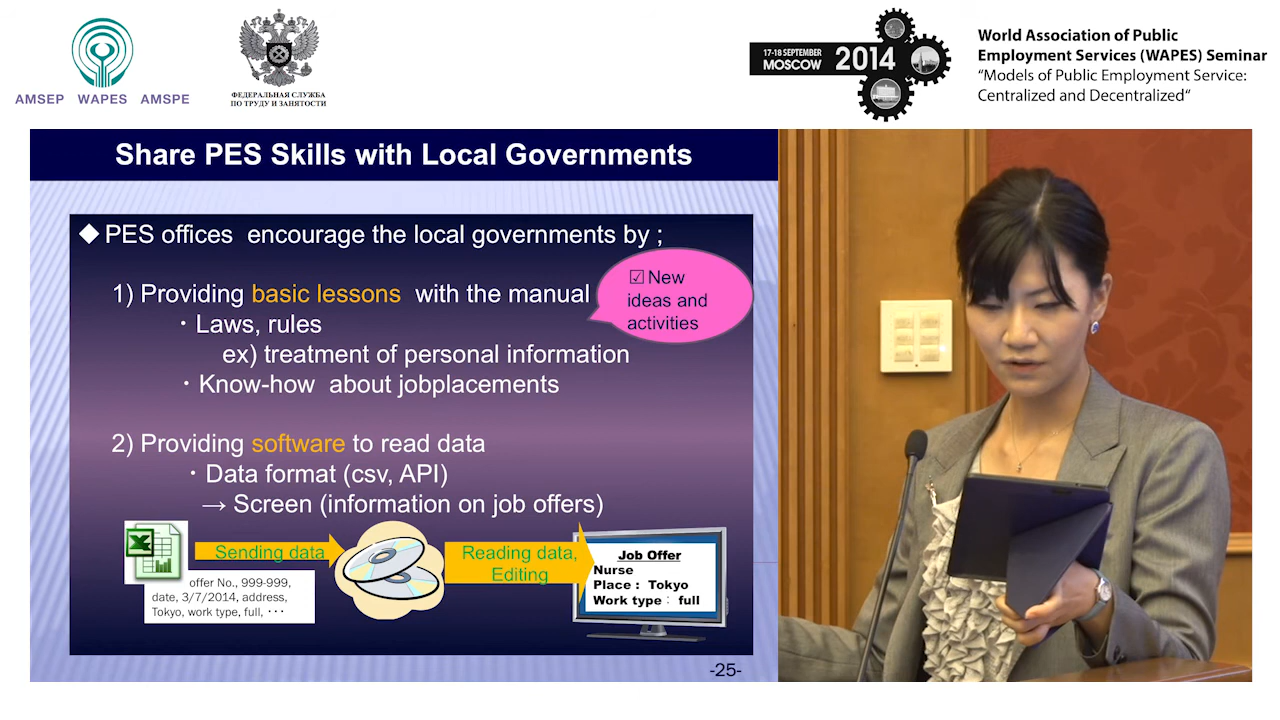 AMSEP WAPES AMSPE
ФЕДЕРАЛЬНАЯ СЛУЖБА
ПО ТРУДУ И ЗАНЯТОСТИ
17-18 SEPTEMBER
MOSCOW
2014
World Association of Public
Employment Services (WAPES) Seminar
“Models of Public Employment Service:
Centralized and Decentralized“
Share PES Skills with Local Governments
◆PES offices encourage the local governments by ;
1) Providing basic lessons with the manual
☑New
ideas and
activities
・Laws, rules
ex) treatment of personal information
・Know-how about jobplacements
2) Providing software to read data
・Data format (csv, API)
→ Screen (information on job offers)
Sending data
offer No., 999-999,
date, 3/7/2014, address,
Tokyo, work type, full, ・・・
Reading data,
Editing
Job Offer
Nurse
Place : Tokyo
Work type : full
-25-